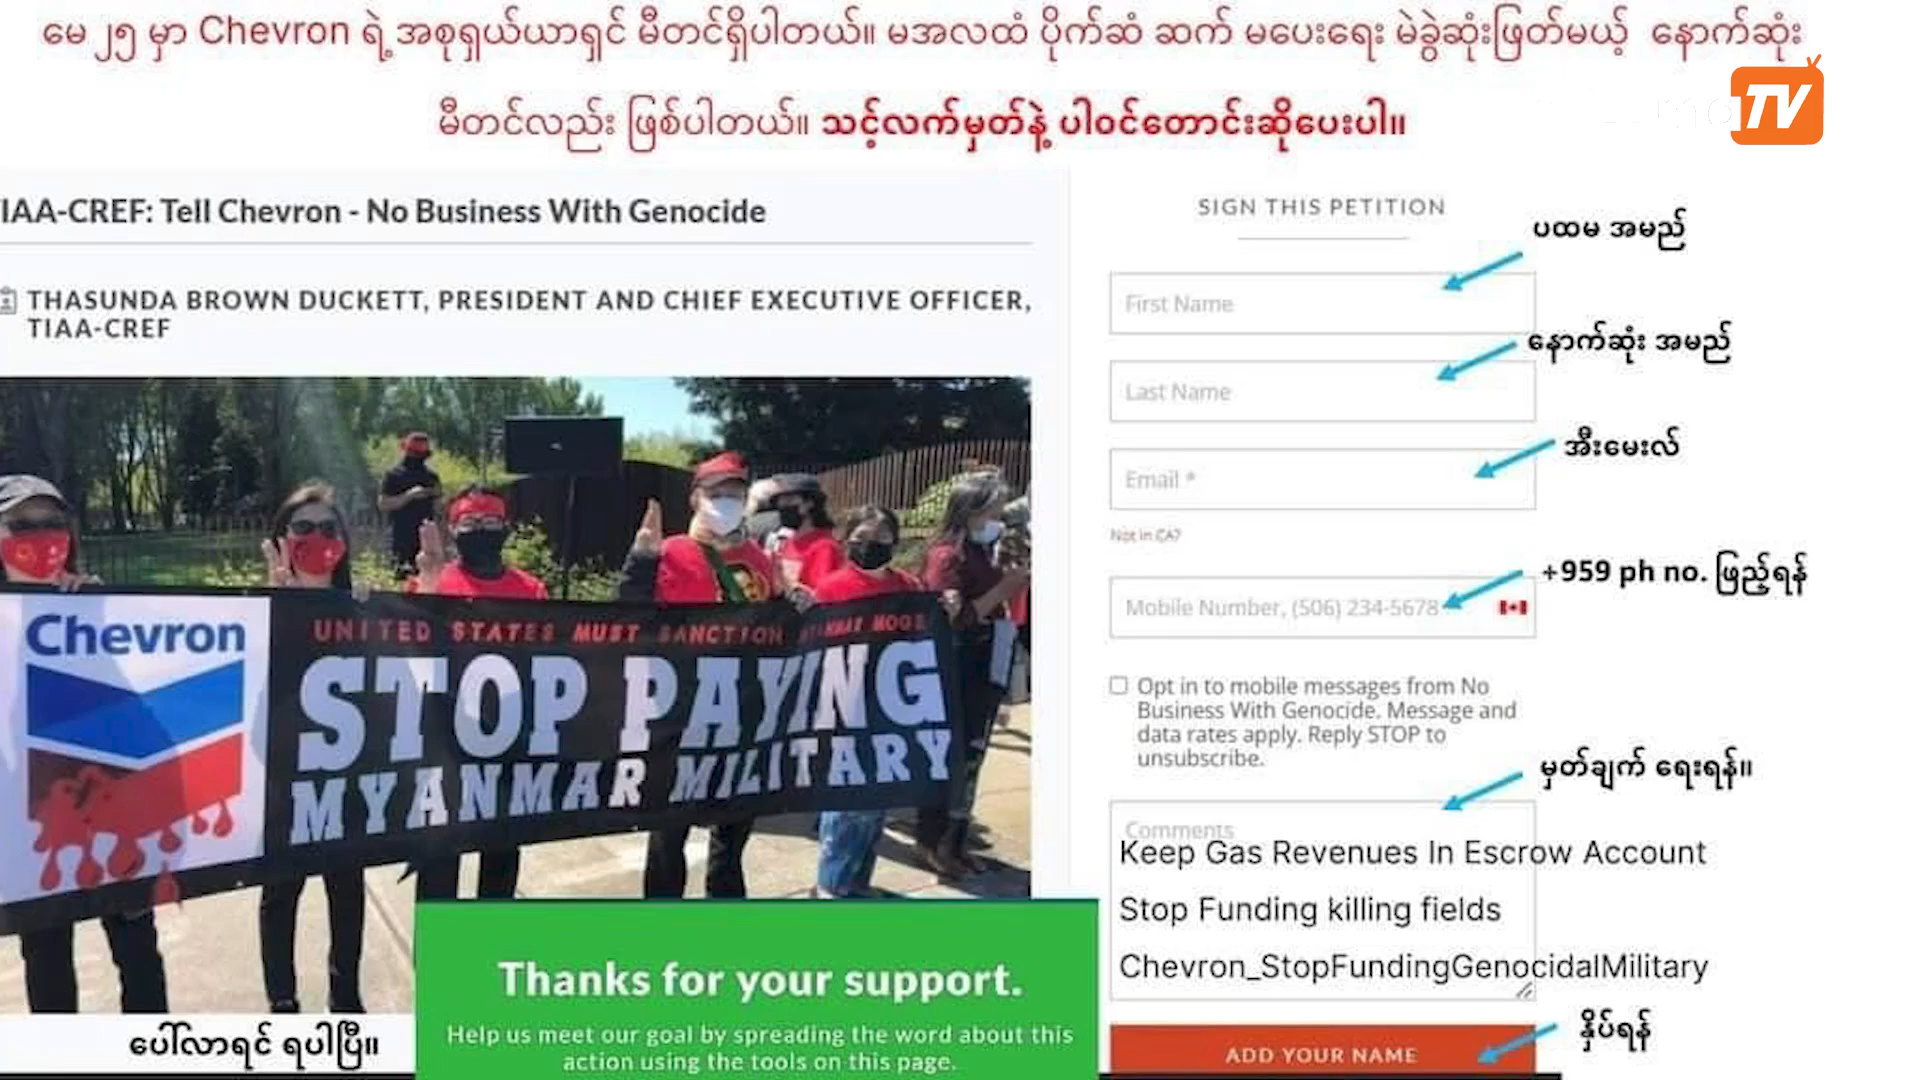 မေ ၂၅ မှာ Chevron ရဲ့ အစုရှယ်ယာရှင် မီတင်ရှိပါတယ်။ မအလထံ ပိုက်ဆံ ဆက် မပေးရေး မဲခွဲဆုံးဖြတ်မယ့် နောက်ဆုံး
မီတင်လည်း ဖြစ်ပါတယ်။ သင့်လက်မှတ်နဲ့ ပါဝင်တောင်းဆိုပေးပါ။
TV
IAA-CREF: Tell Chevron - No Business With Genocide
THASUNDA BROWN DUCKETT, PRESIDENT AND CHIEF EXECUTIVE OFFICER,
TIAA-CREF
Chevron
UNITED STATES MUST SANCTION
STOP PAYING
MYANMAR MILITARY
ပေါ်လာရင် ရပါပြီ။
Thanks for your support.
Help us meet our goal by spreading the word about this
action using the tools on this page.
SIGN THIS PETITION
ပထမ အမည်
First Name
နောက်ဆုံး အမည်
Last Name
အီးမေးလ်
Email *
Not in CA?
+959 ph no. ဖြည့်ရန်
Mobile Number, (506) 234-5678
Opt in to mobile messages from No
Business With Genocide. Message and
data rates apply. Reply STOP to
unsubscribe.
မှတ်ချက် ရေးရန်။
Comments
Keep Gas Revenues In Escrow Account
Stop Funding killing fields
Chevron_StopFundingGenocidalMilitary
နှိပ်ရန်
ADD YOUR NAME